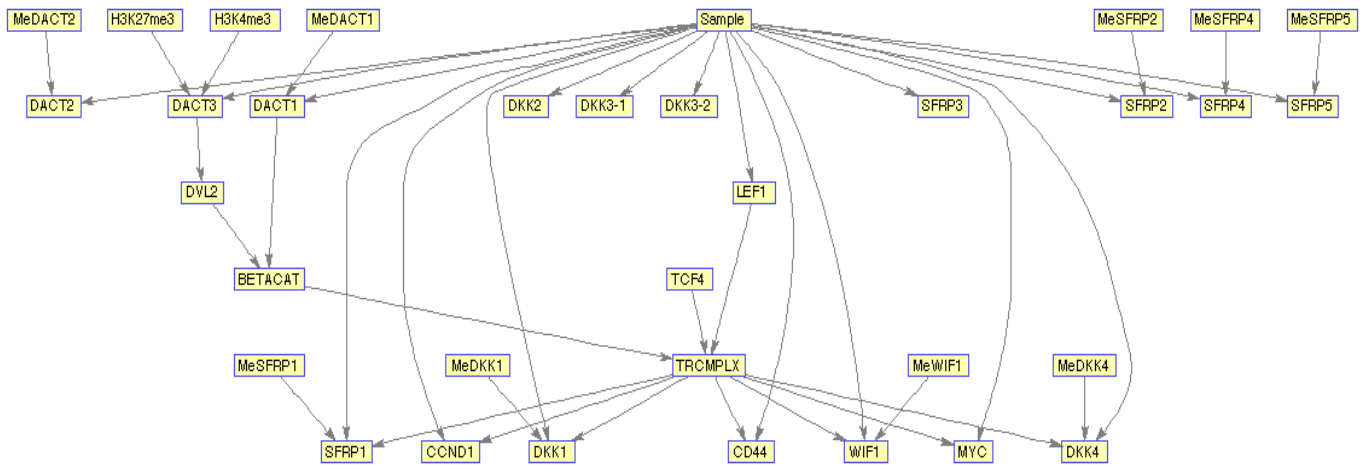 MeDACT2 H3K27me3 H3K4me3 MeDACT1 Sample MeSFRP2 MeSFRP4 MeSFRP5
DACT2 DACT3 DACT1 DKK2 DKK3-1 DKK3-2 SFRP3 SFRP2 SFRP4 SFRP5
DVL2 LEF1
BETACAT TCF4
MeSFRP1 MeDKK1 TRCMPLX MeWIF1 MeDKK4
SFRP1 CCND1 DKK1 CD44 WIF1 MYC DKK4